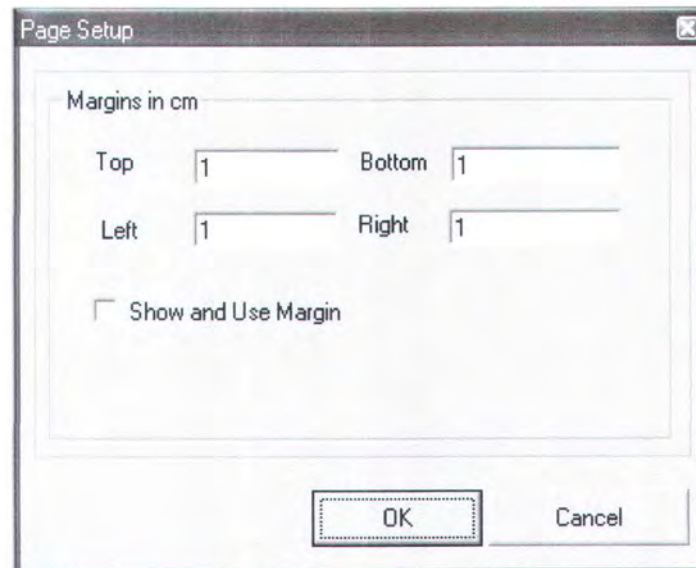 Page Setup
Margins in cm
Top 1 Bottom 1
Left 1 Right 1
Show and Use Margin
OK Cancel